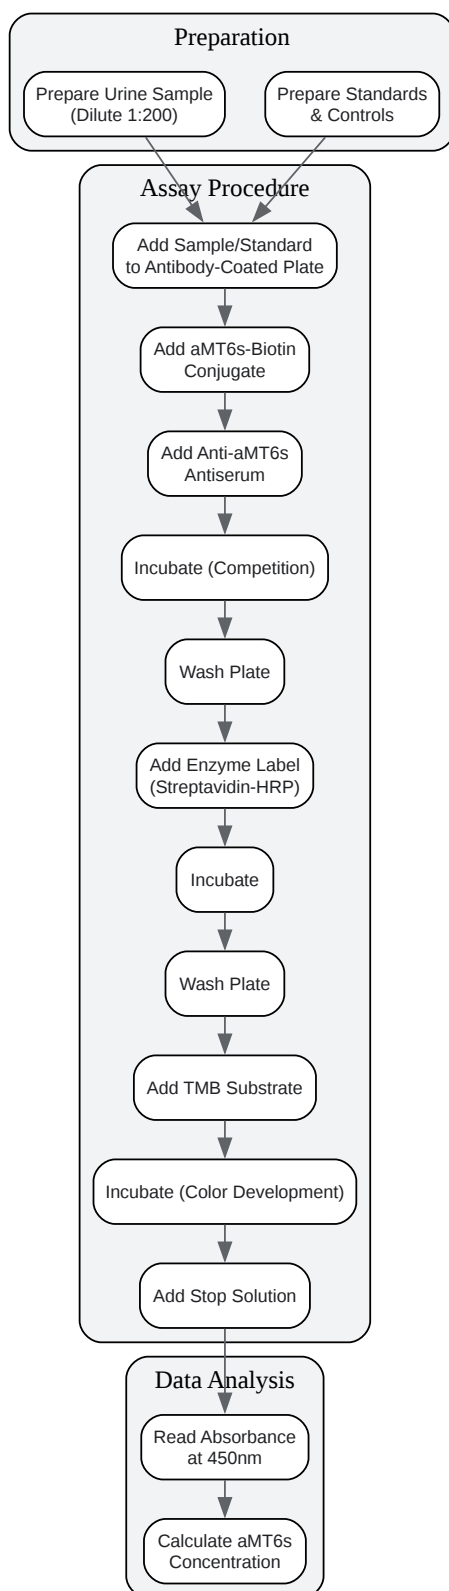 Preparation
Prepare Urine Sample
(Dilute 1:200)
Prepare Standards
& Controls
Assay Procedure
Add Sample/Standard
to Antibody-Coated Plate
Add aMT6s-Biotin
Conjugate
Add Anti-aMT6s
Antiserum
Incubate (Competition)
Wash Plate
Add Enzyme Label
(Streptavidin-HRP)
Incubate
Wash Plate
Add TMB Substrate
Incubate (Color Development)
Add Stop Solution
Data Analysis
Read Absorbance
at 450nm
Calculate aMT6s
Concentration